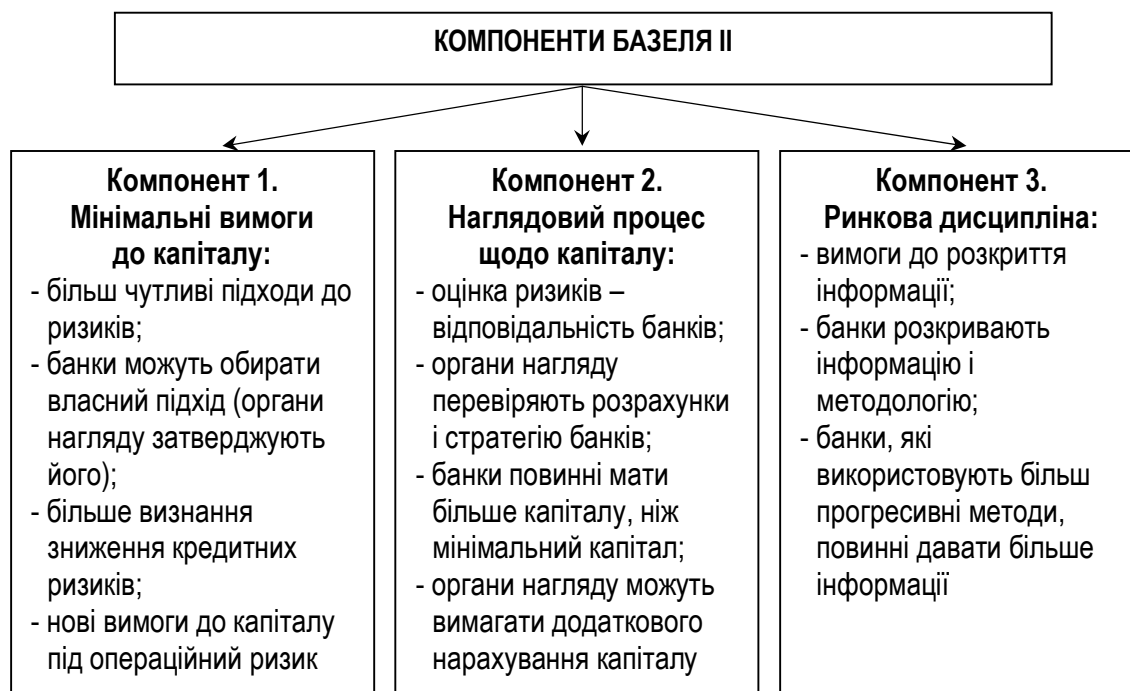 КОМПОНЕНТИ БАЗЕЛЯ ІІ
Компонент 1.
Мінімальні вимоги
до капіталу:
- більш чутливі підходи до
ризиків;
- банки можуть обирати
власний підхід (органи
нагляду затверджують
його);
- більше визнання
зниження кредитних
ризиків;
- нові вимоги до капіталу
під операційний ризик
Компонент 2.
Наглядовий процес
щодо капіталу:
- оцінка ризиків –
відповідальність банків;
- органи нагляду
перевіряють розрахунки
і стратегію банків;
- банки повинні мати
більше капіталу, ніж
мінімальний капітал;
- органи нагляду можуть
вимагати додаткового
нарахування капіталу
Компонент 3.
Ринкова дисципліна:
- вимоги до розкриття
інформації;
- банки розкривають
інформацію і
методологію;
- банки, які
використовують більш
прогресивні методи,
повинні давати більше
інформації